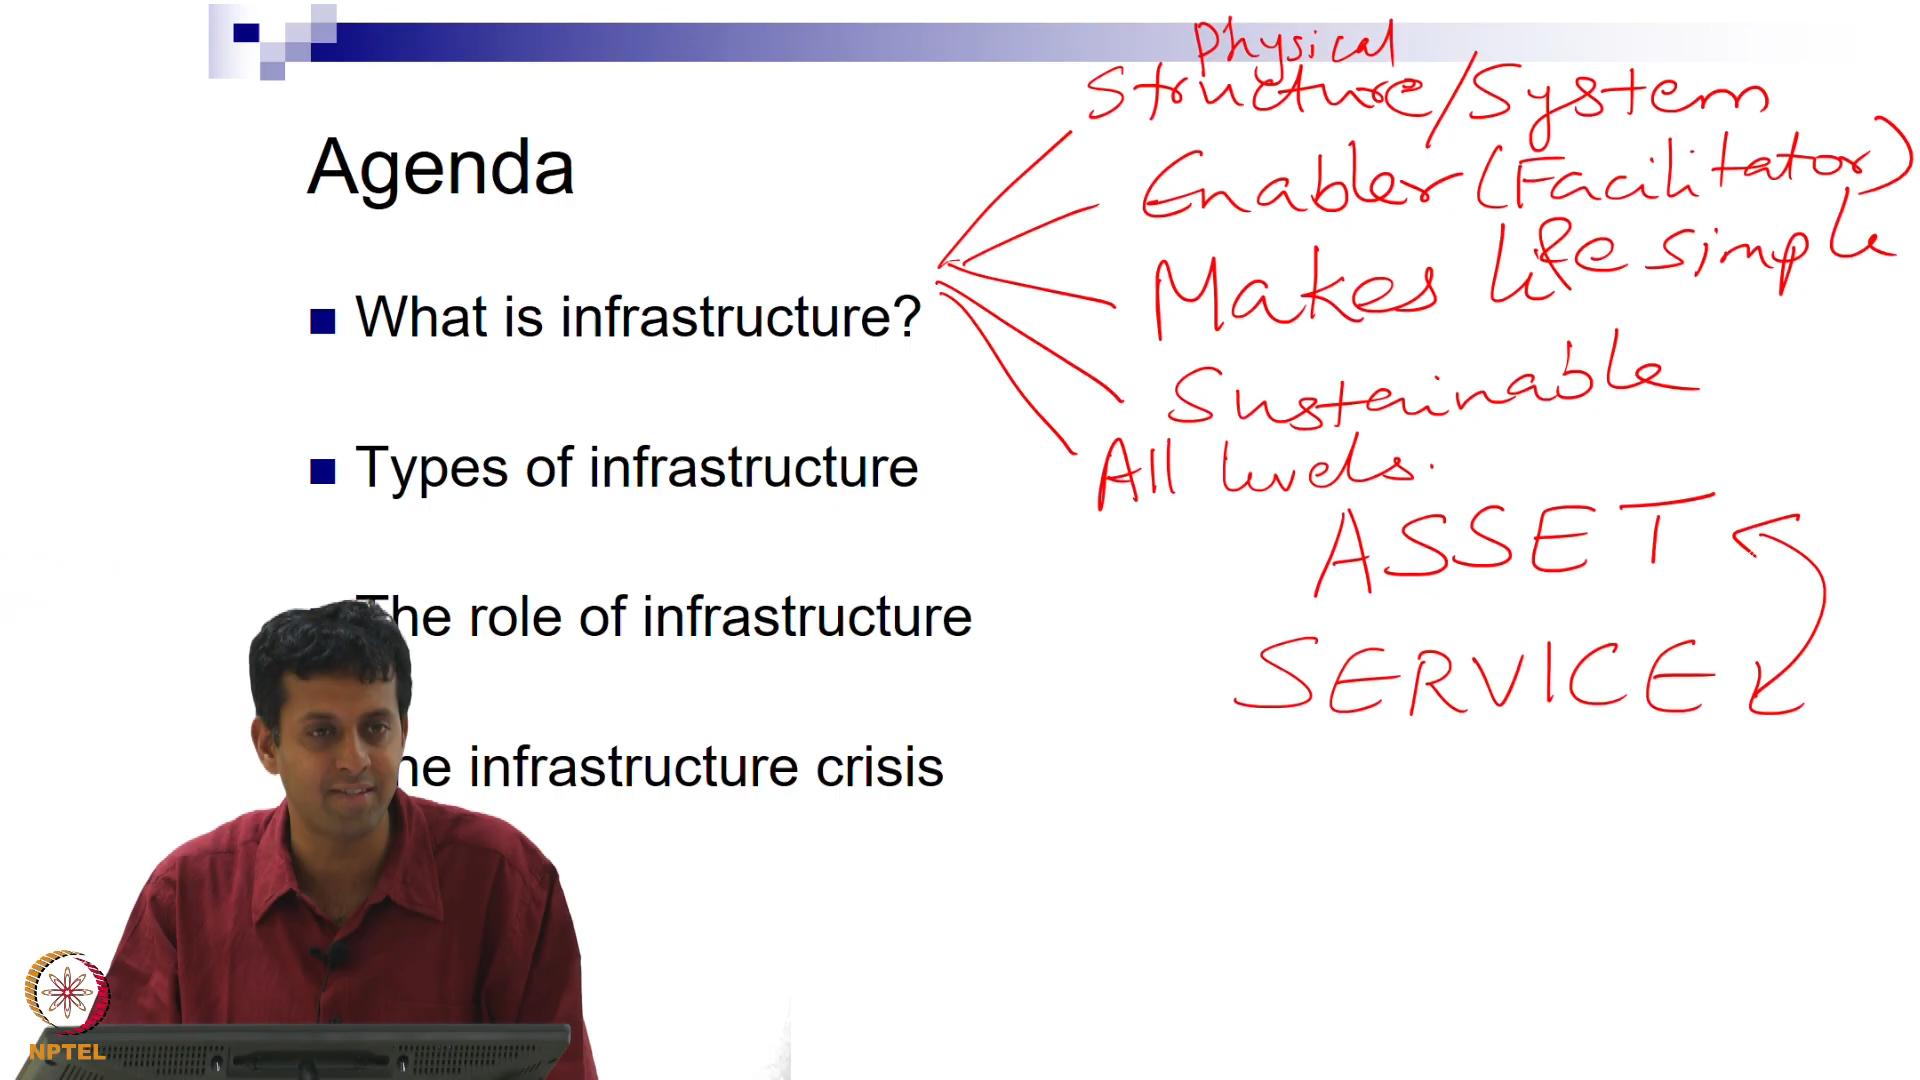 Agenda
What is infrastructure?
Types of infrastructure
The role of infrastructure
he infrastructure crisis
Physical
Structure/System
Enabler (Facilitator)
Makes life simple
Sustainable
All levels.
ASSET
SERVICE
NPTEL